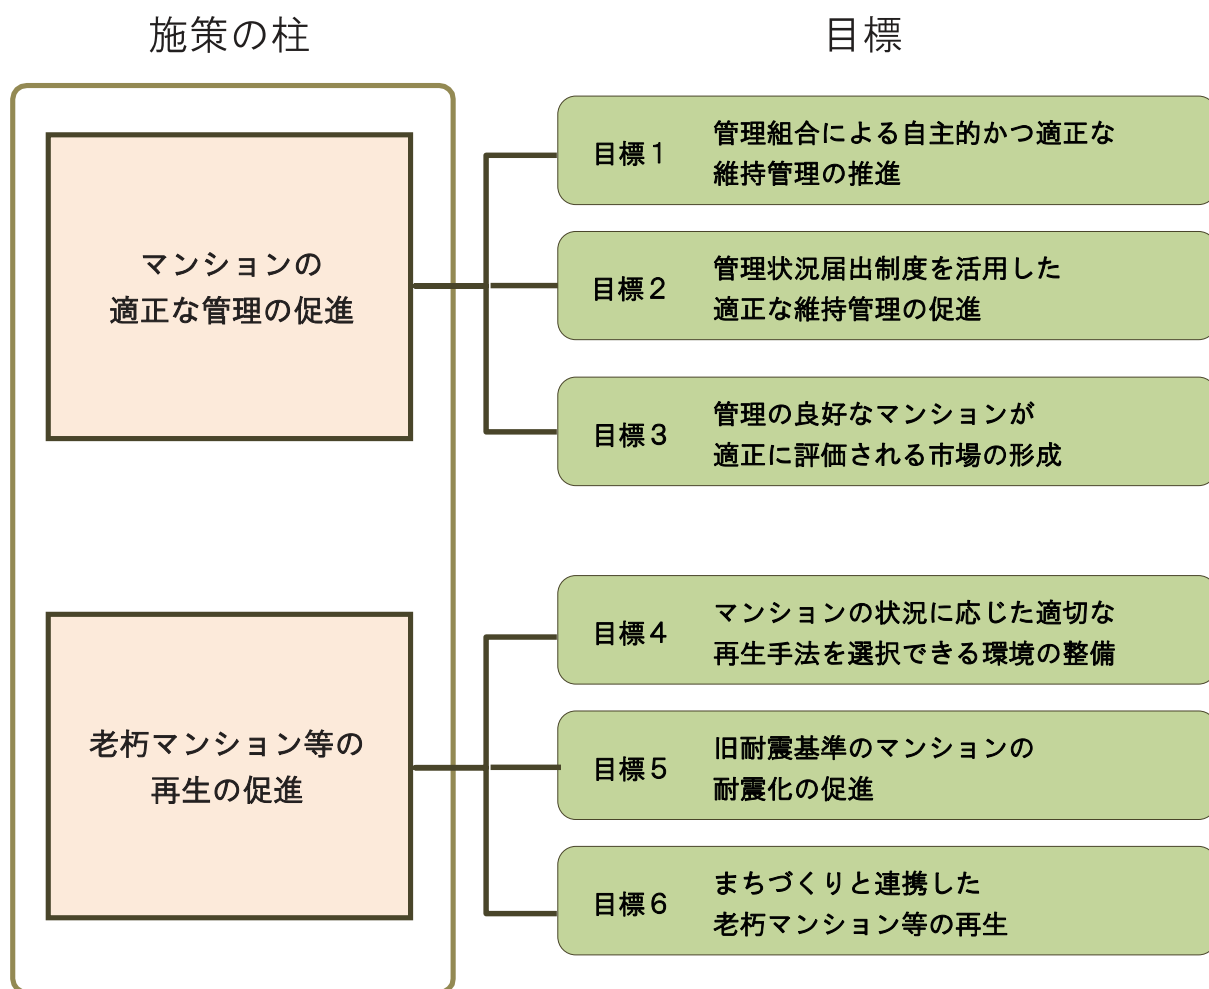 施策の柱
目標
マンションの
適正な管理の促進
目標1
管理組合による自主的かつ適正な
維持管理の推進
目標2
管理状況届出制度を活用した
適正な維持管理の促進
目標3
管理の良好なマンションが
適正に評価される市場の形成
老朽マンション等の
再生の促進
目標4
マンションの状況に応じた適切な
再生手法を選択できる環境の整備
目標5
旧耐震基準のマンションの
耐震化の促進
目標6
まちづくりと連携した
老朽マンション等の再生